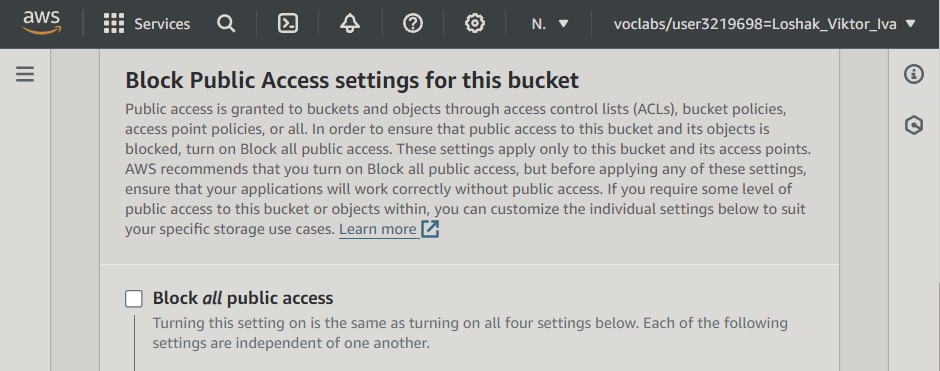 aws
Services
N.
voclabs/user3219698=Loshak_Viktor_Iva
Block Public Access settings for this bucket
Public access is granted to buckets and objects through access control lists (ACLs), bucket policies,
access point policies, or all. In order to ensure that public access to this bucket and its objects is
blocked, turn on Block all public access. These settings apply only to this bucket and its access points.
AWS recommends that you turn on Block all public access, but before applying any of these settings,
ensure that your applications will work correctly without public access. If you require some level of
public access to this bucket or objects within, you can customize the individual settings below to suit
your specific storage use cases. Learn more
Block all public access
Turning this setting on is the same as turning on all four settings below. Each of the following
settings are independent of one another.